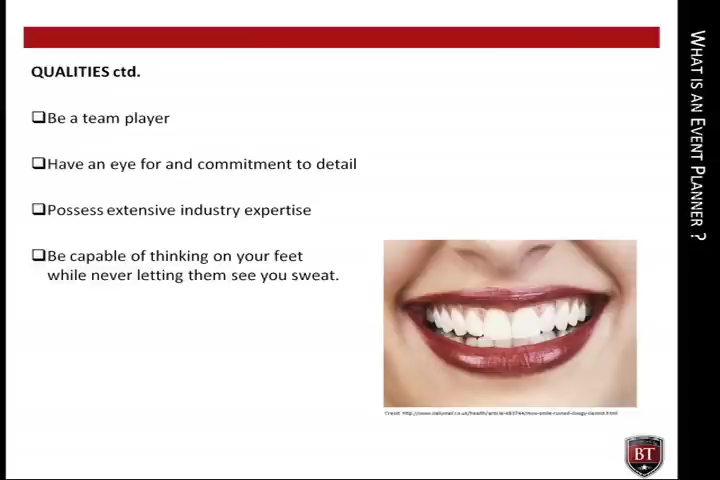 QUALITIES ctd.
❑Be a team player
❑Have an eye for and commitment to detail
❑Possess extensive industry expertise
❑Be capable of thinking on your feet
while never letting them see you sweat.
WHAT IS AN EVENT PLANNER ?
BT